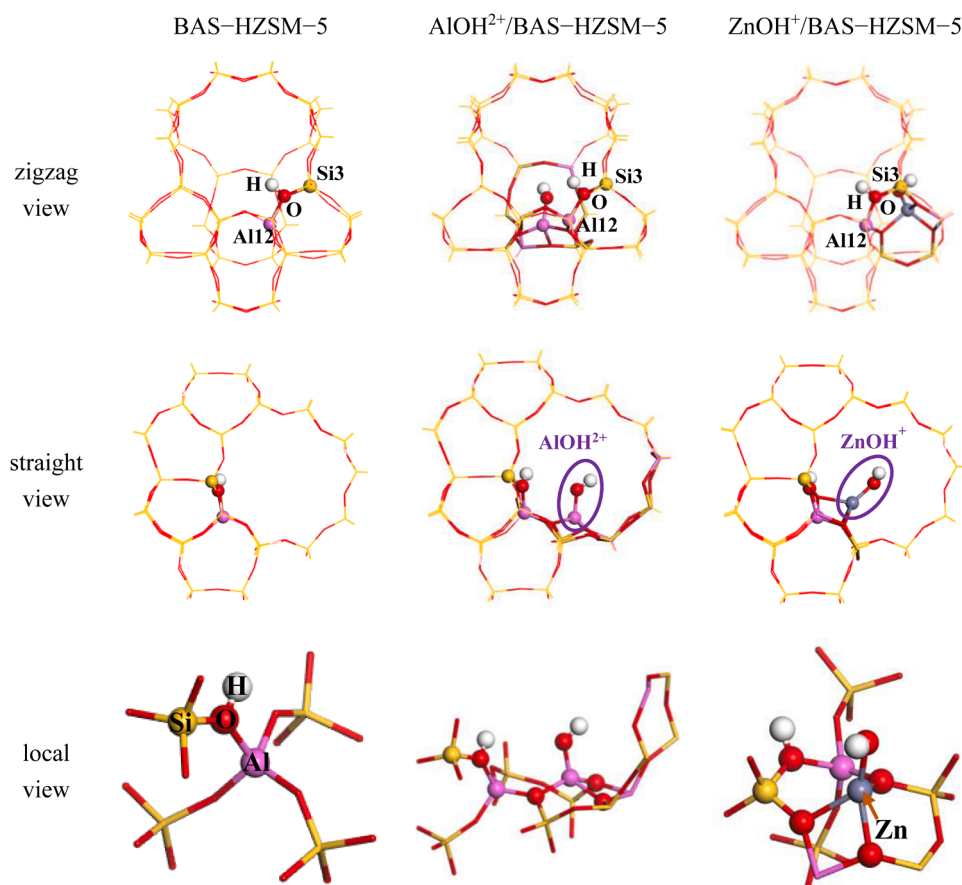 BAS−HZSM−5 AlOH²⁺/BAS−HZSM−5 ZnOH⁺/BAS−HZSM−5
zigzag
view
H Si3 O Al12
H Si3 O Al12
Si3 H O Al12
straight
view
AlOH²⁺ ZnOH⁺
local
view
H
Si O
Al
Zn